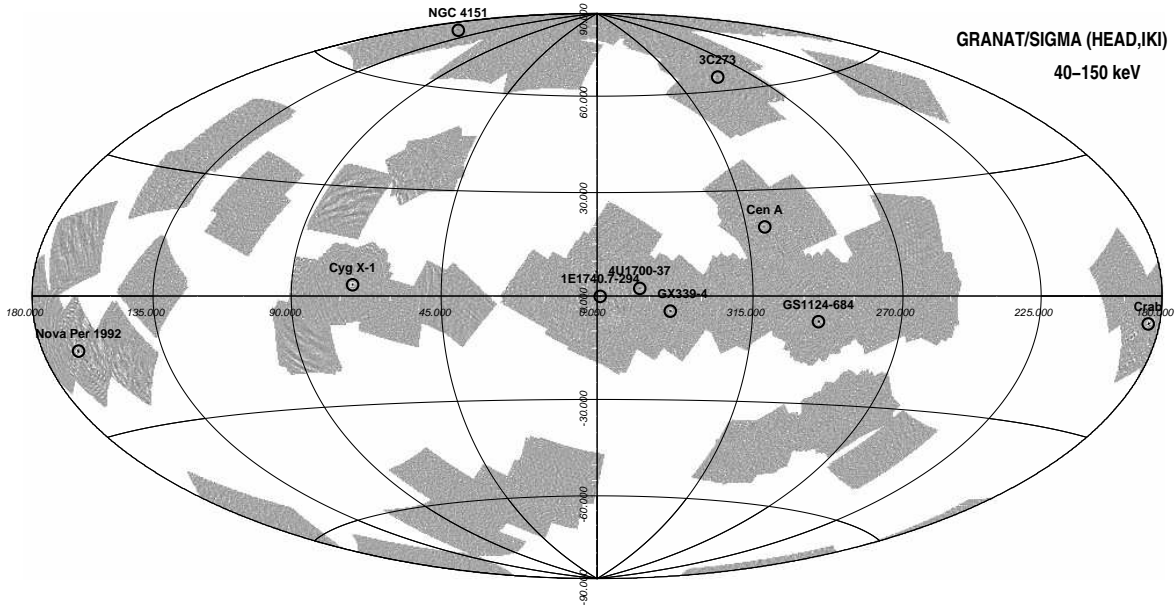 NGC 4151
90.000
GRANAT/SIGMA (HEAD,IKI)
3C273
40–150 keV
60.000
30.000
Cen A
Cyg X-1
4U1700-37
1E1740.7-294
GX339-4
GS1124-684
Crab
180.000
135.000
90.000
45.000
0.000
315.000
270.000
225.000
180.000
Nova Per 1992
-30.000
-60.000
-90.000